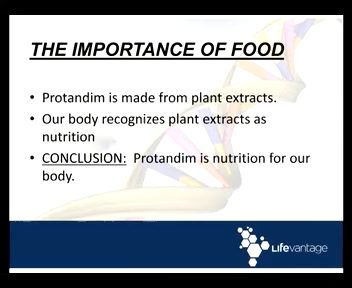 THE IMPORTANCE OF FOOD
• Protandim is made from plant extracts.
• Our body recognizes plant extracts as
nutrition
• CONCLUSION: Protandim is nutrition for our
body.
Lifevantage